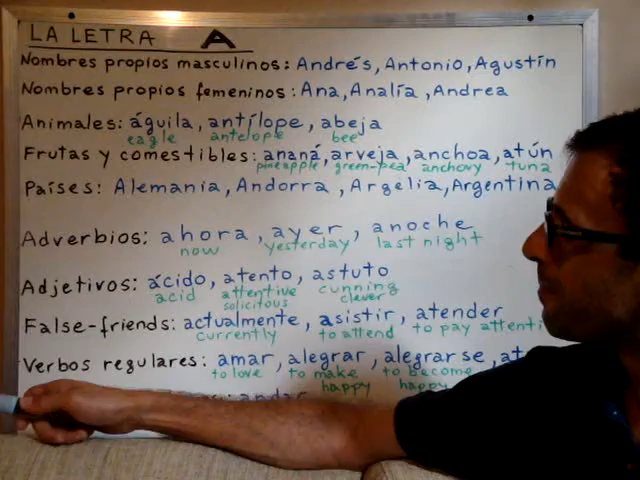 LA LETRA A
Nombres propios masculinos: Andrés, Antonio, Agustín
Nombres propios femeninos: Ana, Analía, Andrea
Animales: águila, antílope, abeja
eagle antelope bee
Frutas y comestibles: ananá, arveja, anchoa, atún
pineapple green-pea anchovy tuna
Países: Alemania, Andorra, Argelia, Argentina
Adverbios: ahora, ayer, anoche
now yesterday last night
Adjetivos: ácido, atento, astuto
acid attentive cunning
solicitous clever
False-friends: actualmente, asistir, atender
currently to attend to pay attenti
Verbos regulares: amar, alegrar, alegrarse, at
to love to make to become
happy happy
: andar